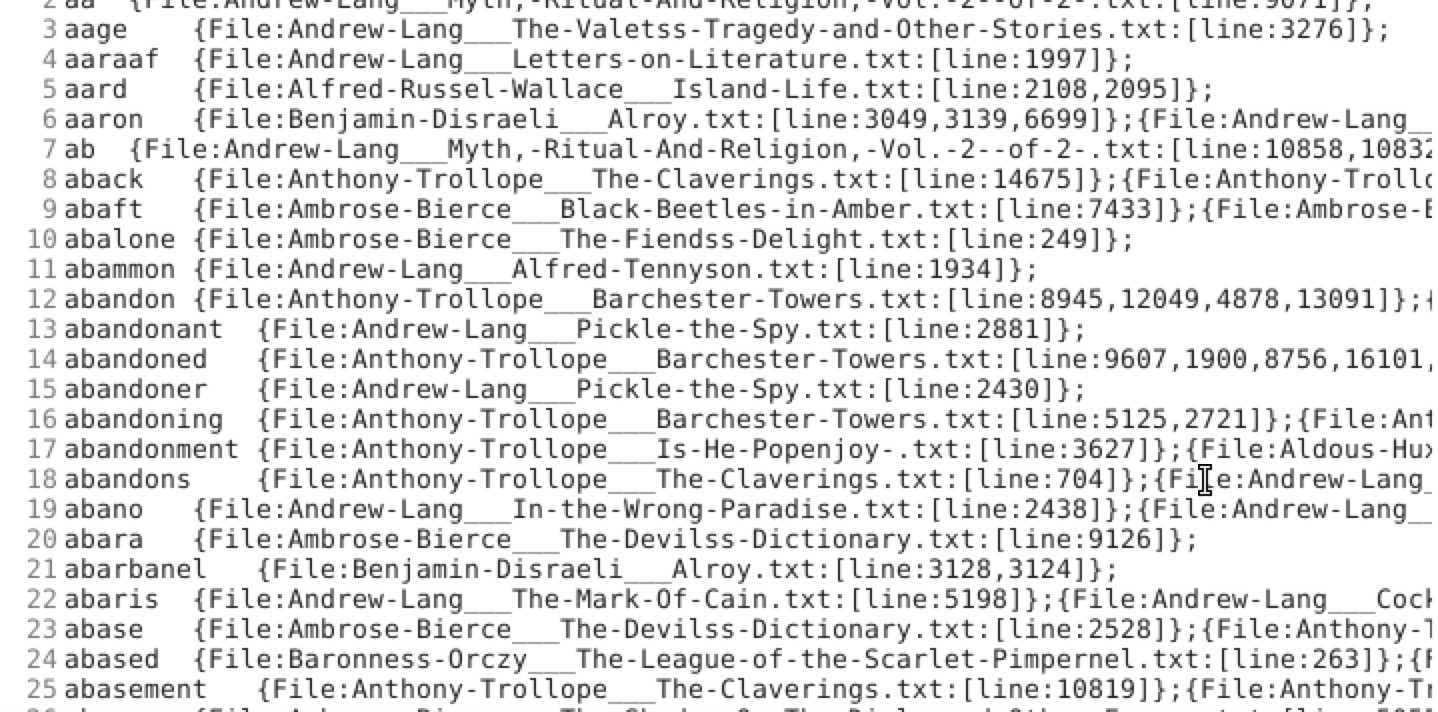 2 aa {File:Andrew-Lang___Myth,-Ritual-And-Religion,-Vol.-2--of-2-.txt:[line:9071]};
3 aage {File:Andrew-Lang___The-Valetss-Tragedy-and-Other-Stories.txt:[line:3276]};
4 aaraaf {File:Andrew-Lang___Letters-on-Literature.txt:[line:1997]};
5 aard {File:Alfred-Russel-Wallace___Island-Life.txt:[line:2108,2095]};
6 aaron {File:Benjamin-Disraeli___Alroy.txt:[line:3049,3139,6699]};{File:Andrew-Lang__
7 ab {File:Andrew-Lang___Myth,-Ritual-And-Religion,-Vol.-2--of-2-.txt:[line:10858,10832
8 aback {File:Anthony-Trollope___The-Claverings.txt:[line:14675]};{File:Anthony-Trollo
9 abaft {File:Ambrose-Bierce___Black-Beetles-in-Amber.txt:[line:7433]};{File:Ambrose-B
10 abalone {File:Ambrose-Bierce___The-Fiendss-Delight.txt:[line:249]};
11 abammon {File:Andrew-Lang___Alfred-Tennyson.txt:[line:1934]};
12 abandon {File:Anthony-Trollope___Barchester-Towers.txt:[line:8945,12049,4878,13091]};{
13 abandonant {File:Andrew-Lang___Pickle-the-Spy.txt:[line:2881]};
14 abandoned {File:Anthony-Trollope___Barchester-Towers.txt:[line:9607,1900,8756,16101,
15 abandoner {File:Andrew-Lang___Pickle-the-Spy.txt:[line:2430]};
16 abandoning {File:Anthony-Trollope___Barchester-Towers.txt:[line:5125,2721]};{File:Ant
17 abandonment {File:Anthony-Trollope___Is-He-Popenjoy-.txt:[line:3627]};{File:Aldous-Hux
18 abandons {File:Anthony-Trollope___The-Claverings.txt:[line:704]};{File:Andrew-Lang_
19 abano {File:Andrew-Lang___In-the-Wrong-Paradise.txt:[line:2438]};{File:Andrew-Lang__
20 abara {File:Ambrose-Bierce___The-Devilss-Dictionary.txt:[line:9126]};
21 abarbanel {File:Benjamin-Disraeli___Alroy.txt:[line:3128,3124]};
22 abaris {File:Andrew-Lang___The-Mark-Of-Cain.txt:[line:5198]};{File:Andrew-Lang___Cock
23 abase {File:Ambrose-Bierce___The-Devilss-Dictionary.txt:[line:2528]};{File:Anthony-T
24 abased {File:Baronness-Orczy___The-League-of-the-Scarlet-Pimpernel.txt:[line:263]};{F
25 abasement {File:Anthony-Trollope___The-Claverings.txt:[line:10819]};{File:Anthony-Tr